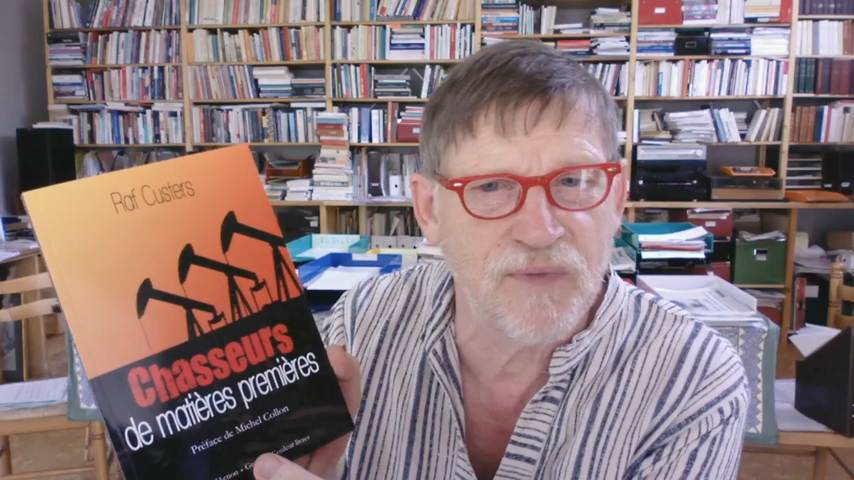 Raf Custers
Chasseurs
de matières premières
Préface de Michel Collon